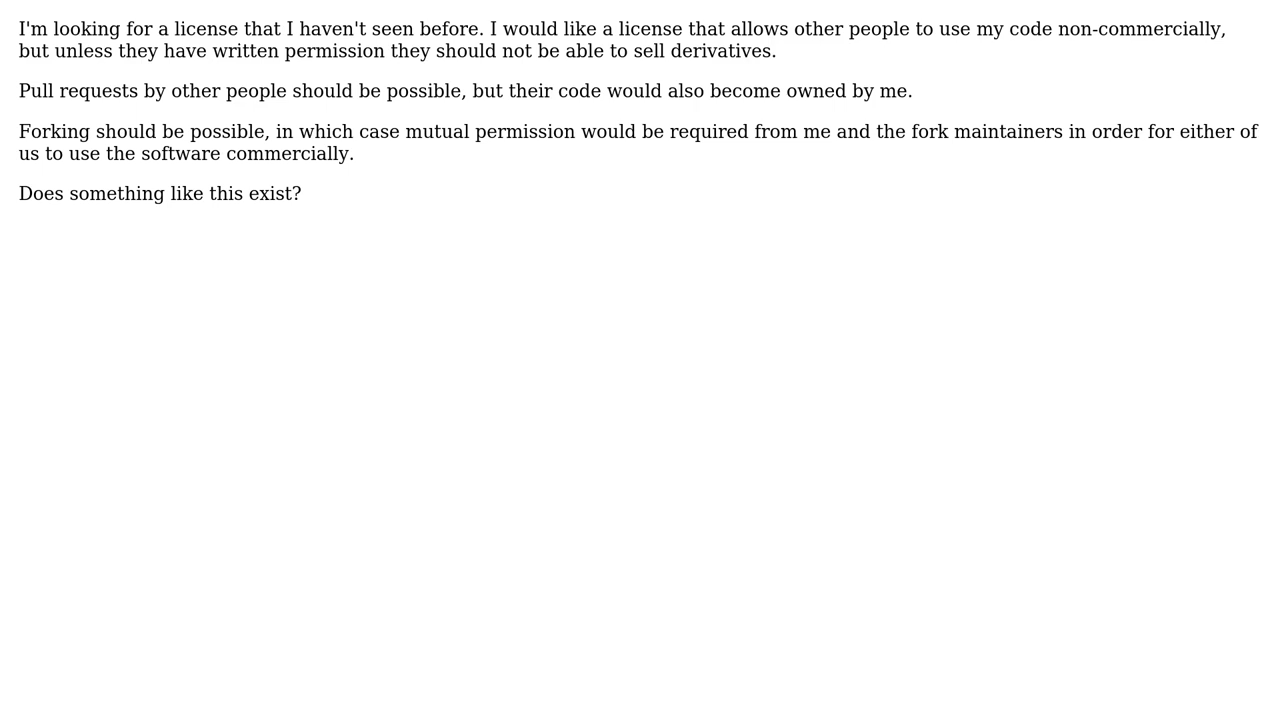 I'm looking for a license that I haven't seen before. I would like a license that allows other people to use my code non-commercially,
but unless they have written permission they should not be able to sell derivatives.
Pull requests by other people should be possible, but their code would also become owned by me.
Forking should be possible, in which case mutual permission would be required from me and the fork maintainers in order for either of
us to use the software commercially.
Does something like this exist?